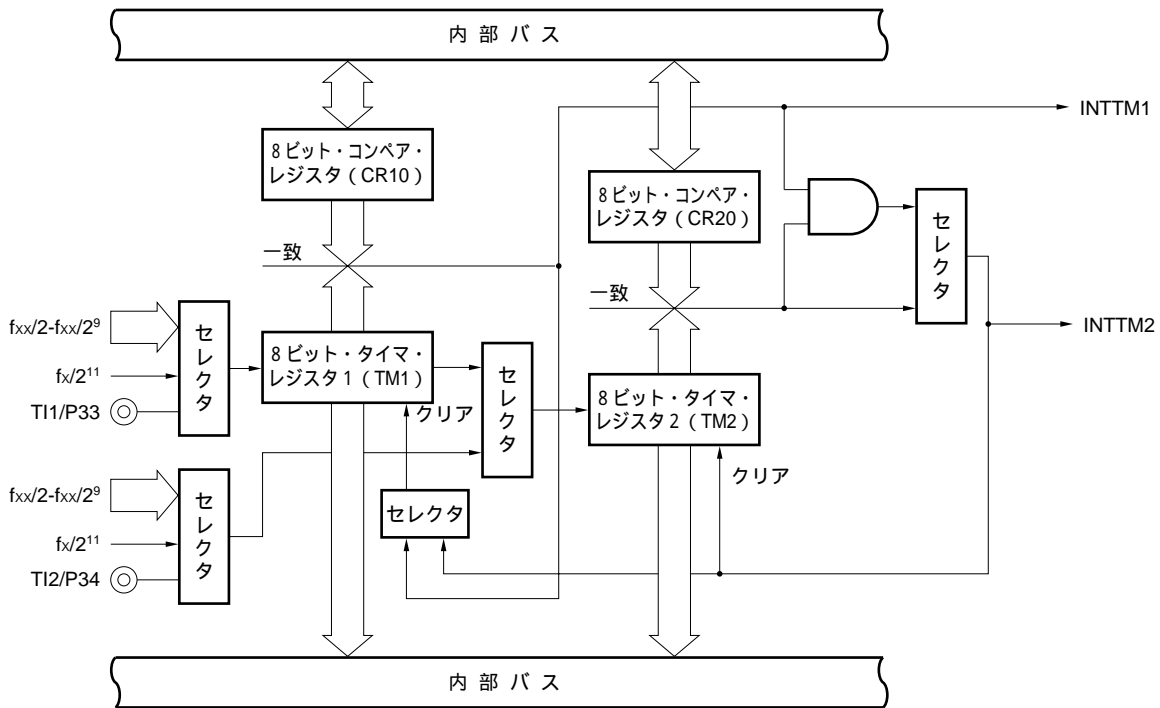 内部バス
INTTM1
8ビット・コンペア・
レジスタ(CR10)
8ビット・コンペア・
レジスタ(CR20)
セレクタ
一致
一致
fxx/2-fxx/2⁹
fx/2¹¹
TI1/P33
セレクタ
8ビット・タイマ・
レジスタ1(TM1)
セレクタ
INTTM2
クリア
8ビット・タイマ・
レジスタ2(TM2)
クリア
fxx/2-fxx/2⁹
fx/2¹¹
TI2/P34
セレクタ
セレクタ
内部バス